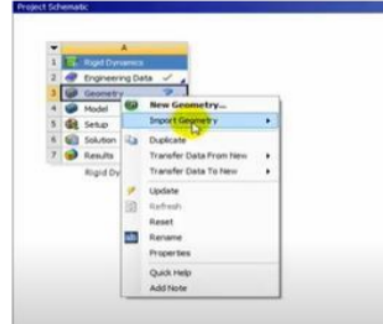 Project Schematic
A
1 Rigid Dynamics
2 Engineering Data
3 Geometry
4 Model
5 Setup
6 Solution
7 Results
Rigid Dy
New Geometry...
Import Geometry
Duplicate
Transfer Data From New
Transfer Data To New
Update
Refresh
Reset
Rename
Properties
Quick Help
Add Note